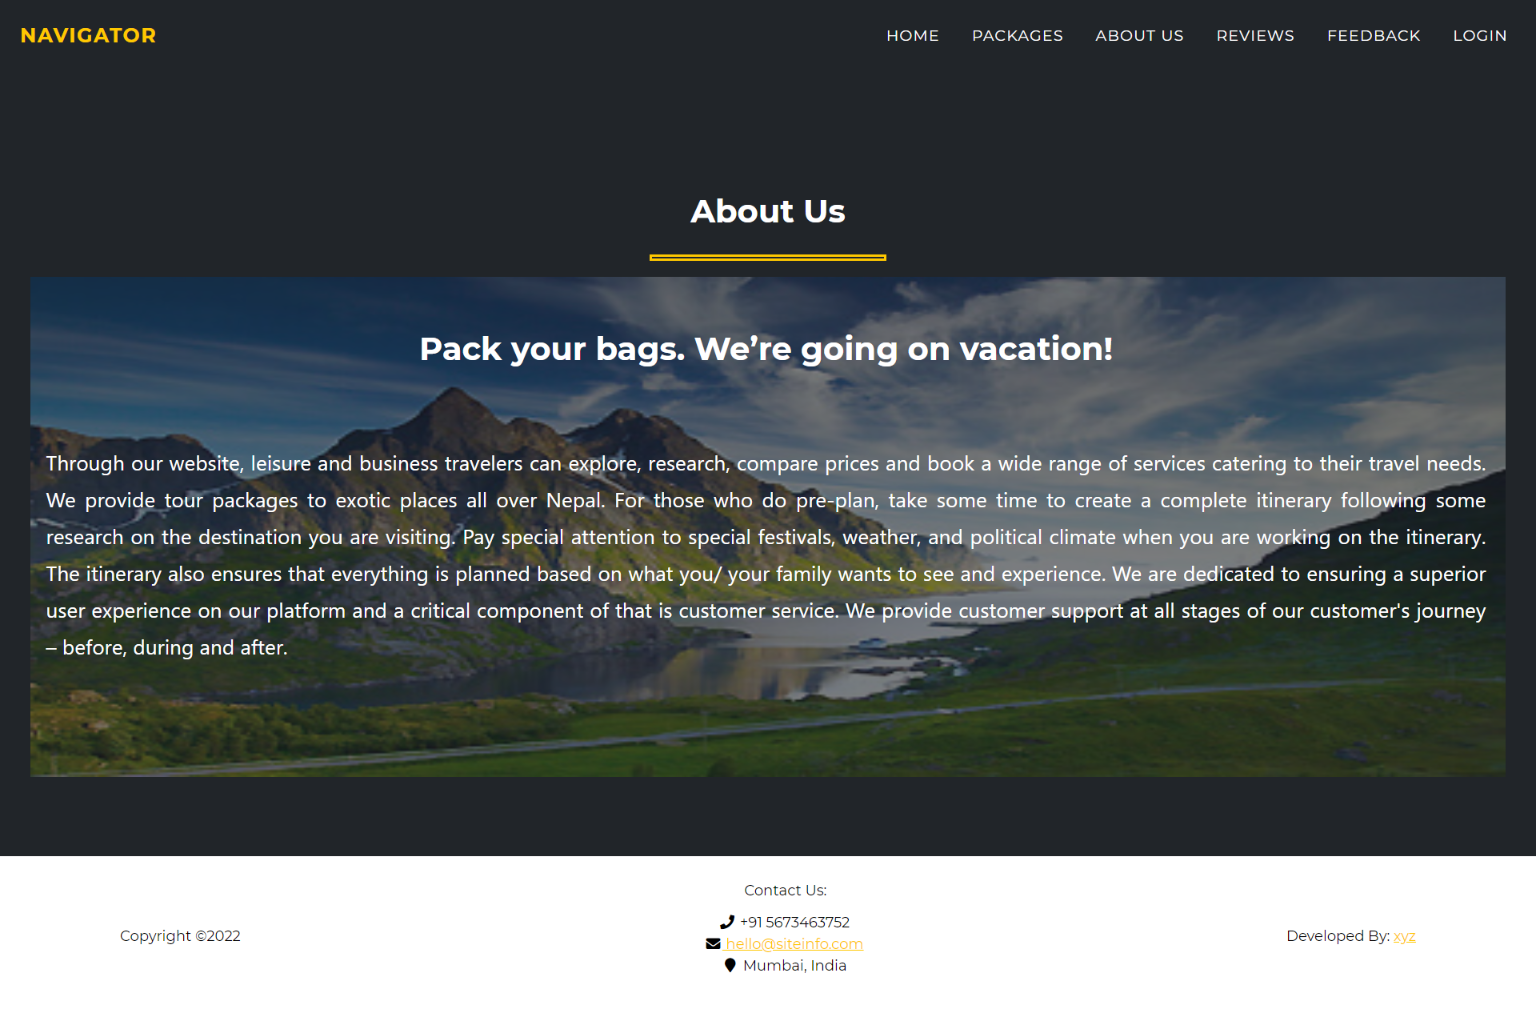 NAVIGATOR
HOME PACKAGES ABOUT US REVIEWS FEEDBACK LOGIN
About Us
Pack your bags. We’re going on vacation!
Through our website, leisure and business travelers can explore, research, compare prices and book a wide range of services catering to their travel needs.
We provide tour packages to exotic places all over Nepal. For those who do pre-plan, take some time to create a complete itinerary following some
research on the destination you are visiting. Pay special attention to special festivals, weather, and political climate when you are working on the itinerary.
The itinerary also ensures that everything is planned based on what you/ your family wants to see and experience. We are dedicated to ensuring a superior
user experience on our platform and a critical component of that is customer service. We provide customer support at all stages of our customer's journey
– before, during and after.
Copyright ©2022
Contact Us:
+91 5673463752
hello@siteinfo.com
Mumbai, India
Developed By: xyz